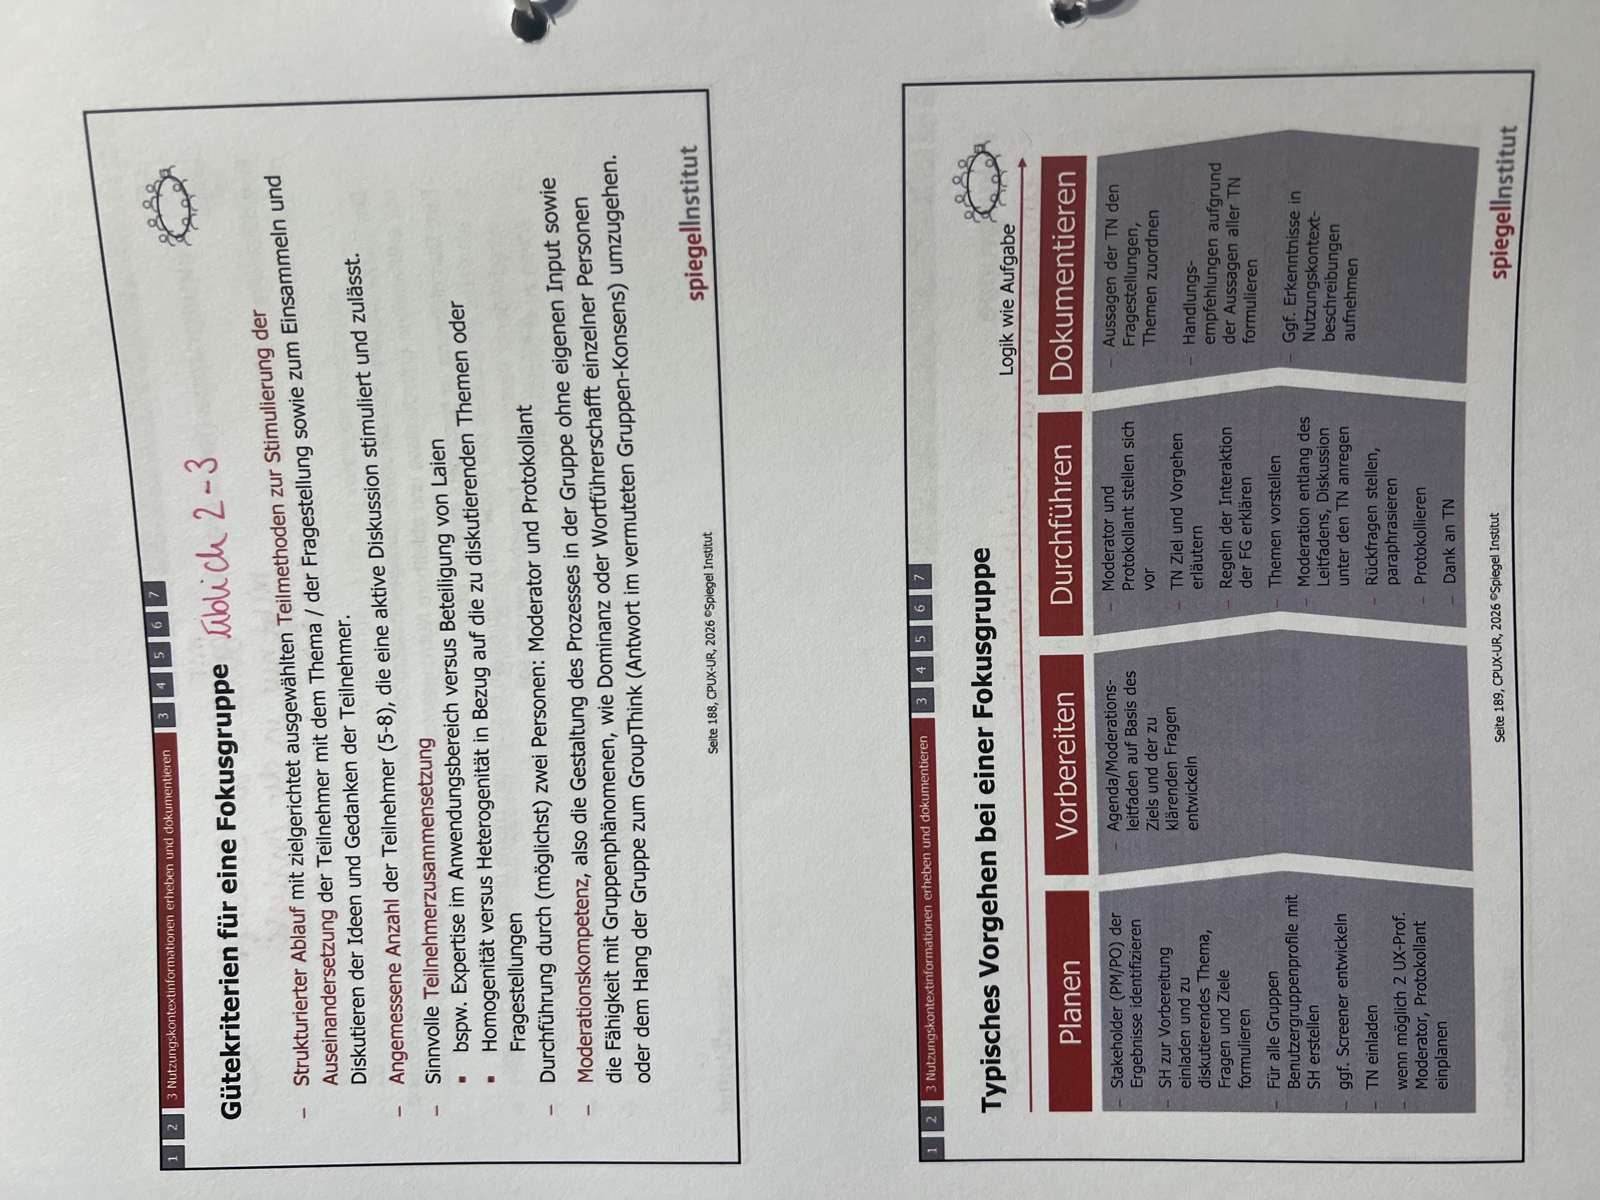 1 2 3 Nutzungskontextinformationen erheben und dokumentieren 3 4 5 6 7
Gütekriterien für eine Fokusgruppe üblich 2-3
– Strukturierter Ablauf mit zielgerichtet ausgewählten Teilmethoden zur Stimulierung der
Auseinandersetzung der Teilnehmer mit dem Thema / der Fragestellung sowie zum Einsammeln und
Diskutieren der Ideen und Gedanken der Teilnehmer.
– Angemessene Anzahl der Teilnehmer (5-8), die eine aktive Diskussion stimuliert und zulässt.
– Sinnvolle Teilnehmerzusammensetzung
▪ bspw. Expertise im Anwendungsbereich versus Beteiligung von Laien
▪ Homogenität versus Heterogenität in Bezug auf die zu diskutierenden Themen oder
Fragestellungen
– Durchführung durch (möglichst) zwei Personen: Moderator und Protokollant
– Moderationskompetenz, also die Gestaltung des Prozesses in der Gruppe ohne eigenen Input sowie
die Fähigkeit mit Gruppenphänomenen, wie Dominanz oder Wortführerschafft einzelner Personen
oder dem Hang der Gruppe zum GroupThink (Antwort im vermuteten Gruppen-Konsens) umzugehen.
Seite 188, CPUX-UR, 2026 ©Spiegel Institut
spiegelInstitut
1 2 3 Nutzungskontextinformationen erheben und dokumentieren 3 4 5 6 7
Typisches Vorgehen bei einer Fokusgruppe
Logik wie Aufgabe
Planen
– Stakeholder (PM/PO) der
Ergebnisse identifizieren
– SH zur Vorbereitung
einladen und zu
diskutierendes Thema,
Fragen und Ziele
formulieren
– Für alle Gruppen
Benutzergruppenprofile mit
SH erstellen
– ggf. Screener entwickeln
– TN einladen
– wenn möglich 2 UX-Prof.
Moderator, Protokollant
einplanen
Vorbereiten
– Agenda/Moderations-
leitfaden auf Basis des
Ziels und der zu
klärenden Fragen
entwickeln
Durchführen
– Moderator und
Protokollant stellen sich
vor
– TN Ziel und Vorgehen
erläutern
– Regeln der Interaktion
der FG erklären
– Themen vorstellen
– Moderation entlang des
Leitfadens, Diskussion
unter den TN anregen
– Rückfragen stellen,
paraphrasieren
– Protokollieren
– Dank an TN
Dokumentieren
– Aussagen der TN den
Fragestellungen,
Themen zuordnen
– Handlungs-
empfehlungen aufgrund
der Aussagen aller TN
formulieren
– Ggf. Erkenntnisse in
Nutzungskontext-
beschreibungen
aufnehmen
Seite 189, CPUX-UR, 2026 ©Spiegel Institut
spiegelInstitut